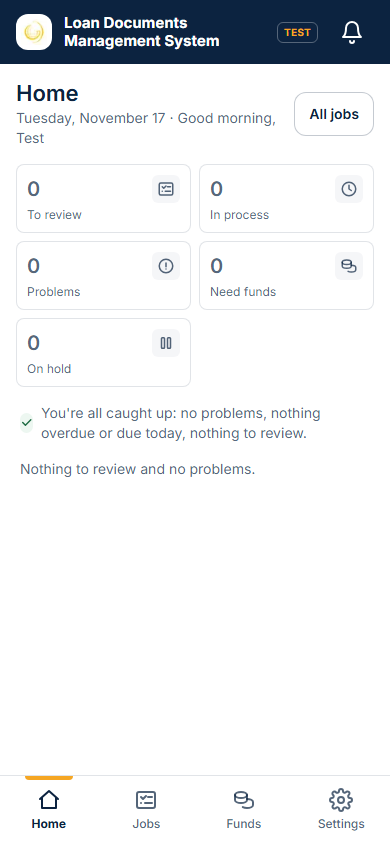 Loan Documents
Management System
TEST
Home
Tuesday, November 17 · Good morning,
Test
All jobs
0
To review
0
In process
0
Problems
0
Need funds
0
On hold
You're all caught up: no problems, nothing
overdue or due today, nothing to review.
Nothing to review and no problems.
Home
Jobs
Funds
Settings